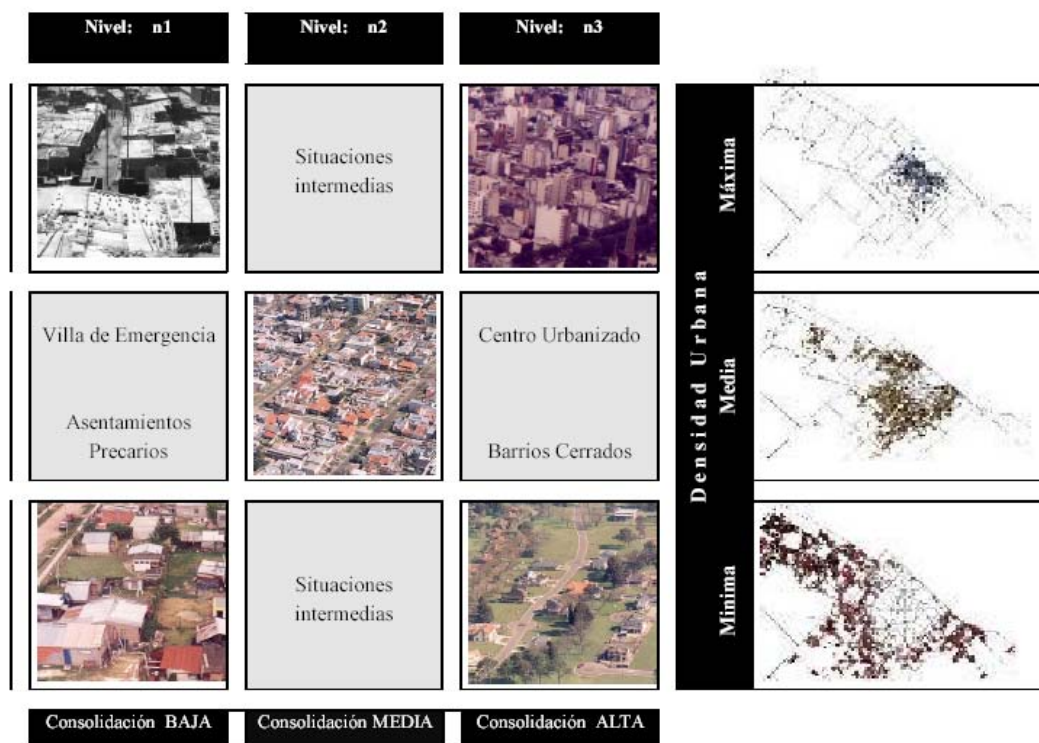 Nivel: n1
Nivel: n2
Nivel: n3
Situaciones
intermedias
Máxima
Villa de Emergencia
Asentamientos
Precarios
Centro Urbanizado
Barrios Cerrados
Densidad Urbana
Media
Situaciones
intermedias
Mínima
Consolidación BAJA
Consolidación MEDIA
Consolidación ALTA